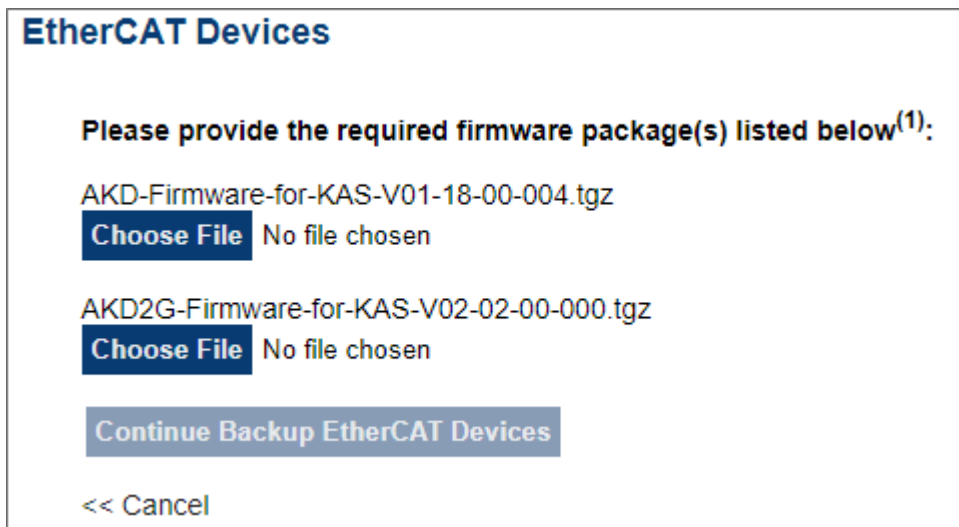 EtherCAT Devices
Please provide the required firmware package(s) listed below(1):
AKD-Firmware-for-KAS-V01-18-00-004.tgz
Choose File No file chosen
AKD2G-Firmware-for-KAS-V02-02-00-000.tgz
Choose File No file chosen
Continue Backup EtherCAT Devices
<< Cancel